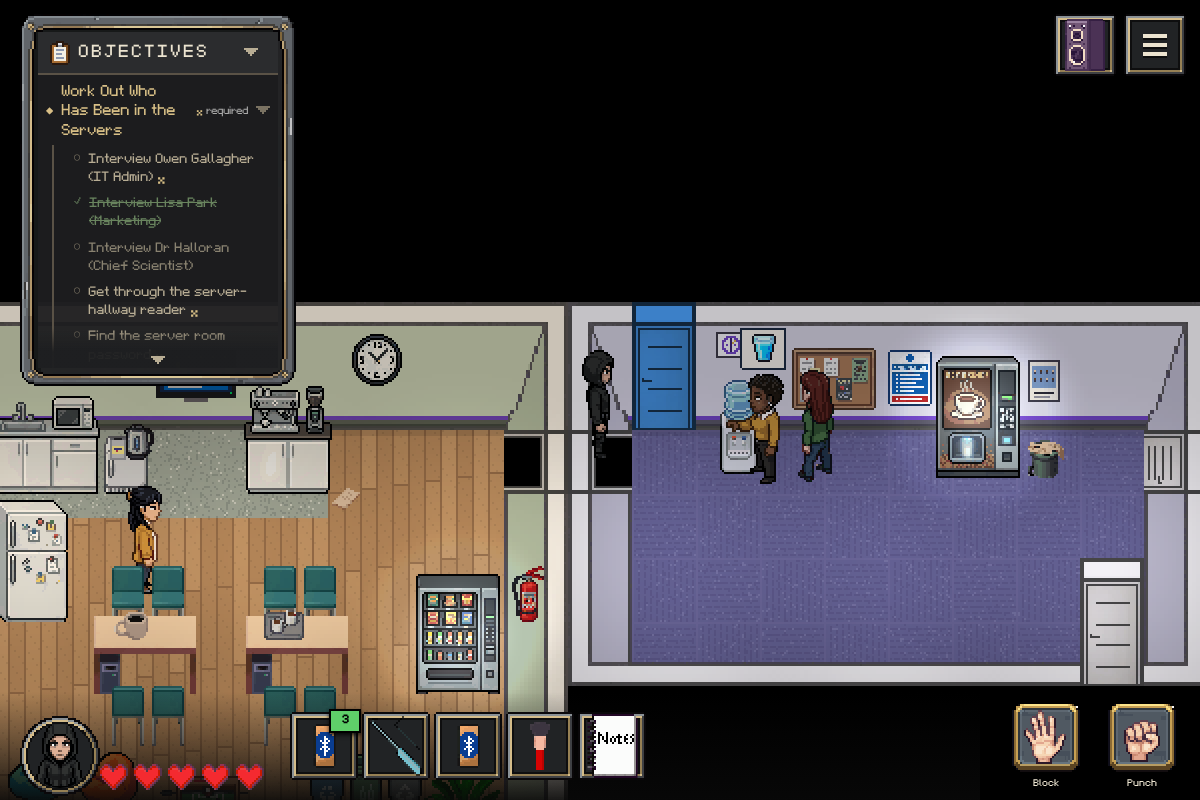 OBJECTIVES
Work Out Who
Has Been in the
Servers
x required
Interview Owen Gallagher
(IT Admin) x
Interview Lisa Park
(Marketing)
Interview Dr Halloran
(Chief Scientist)
Get through the server-
hallway reader x
Find the server room
password
3
Notes
Block
Punch